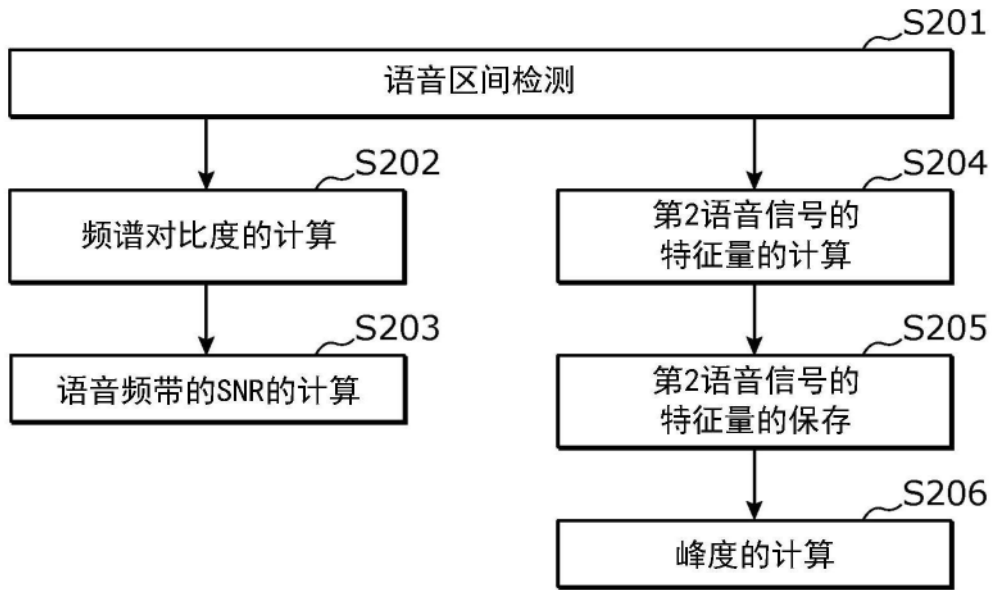 S201
语音区间检测
S202
频谱对比度的计算
S203
语音频带的SNR的计算
S204
第2语音信号的
特征量的计算
S205
第2语音信号的
特征量的保存
S206
峰度的计算